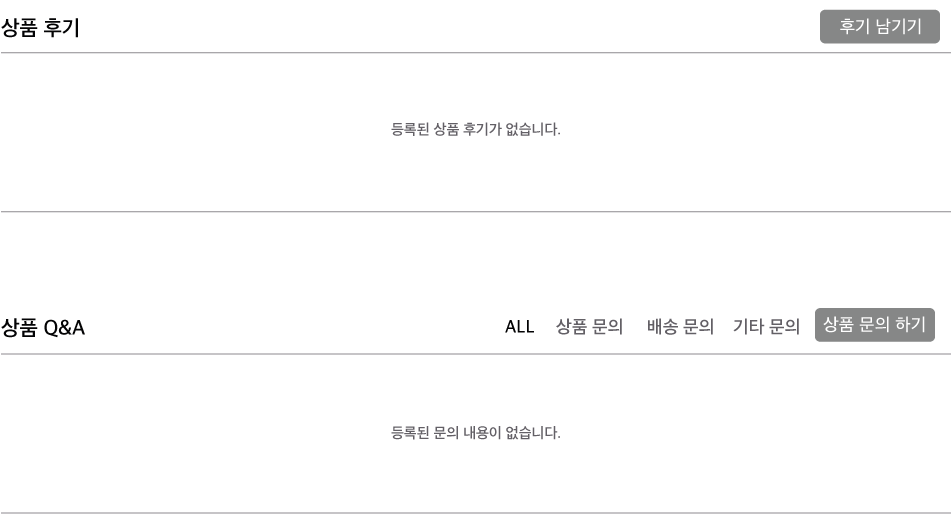 상품 후기 후기 남기기
등록된 상품 후기가 없습니다.
상품 Q&A ALL 상품 문의 배송 문의 기타 문의 상품 문의 하기
등록된 문의 내용이 없습니다.